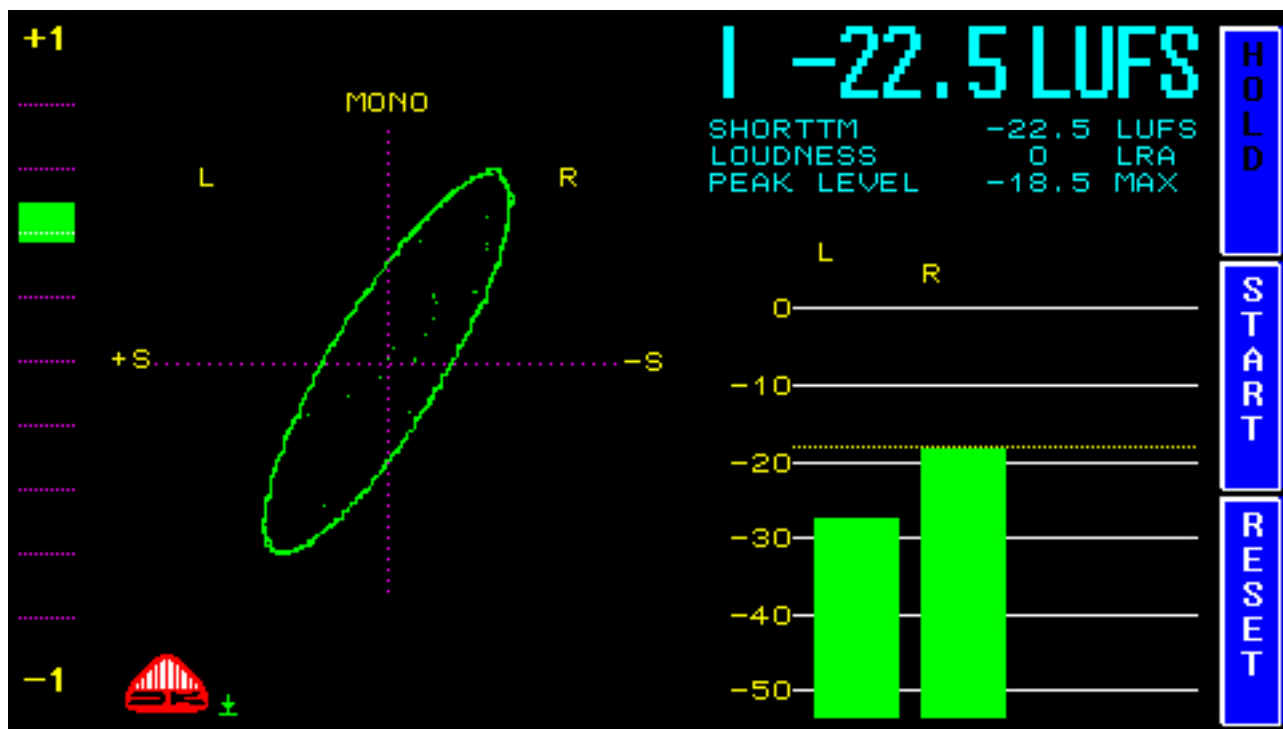 +1
MONO
L R
+S -S
-1
I -22.5 LUFS
SHORTTM -22.5 LUFS
LOUDNESS 0 LRA
PEAK LEVEL -18.5 MAX
L
R
0
-10
-20
-30
-40
-50
HOLD
START
RESET
DK